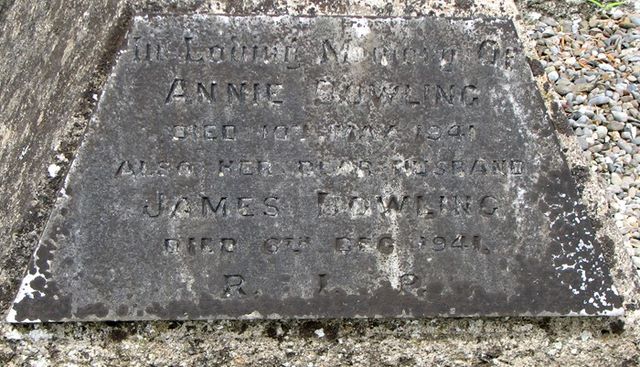 In Loving Memory Of
ANNIE DOWLING
DIED 10TH MAY 1941
ALSO HER DEAR HUSBAND
JAMES DOWLING
DIED 6TH DEC 1941.
R. I. P.